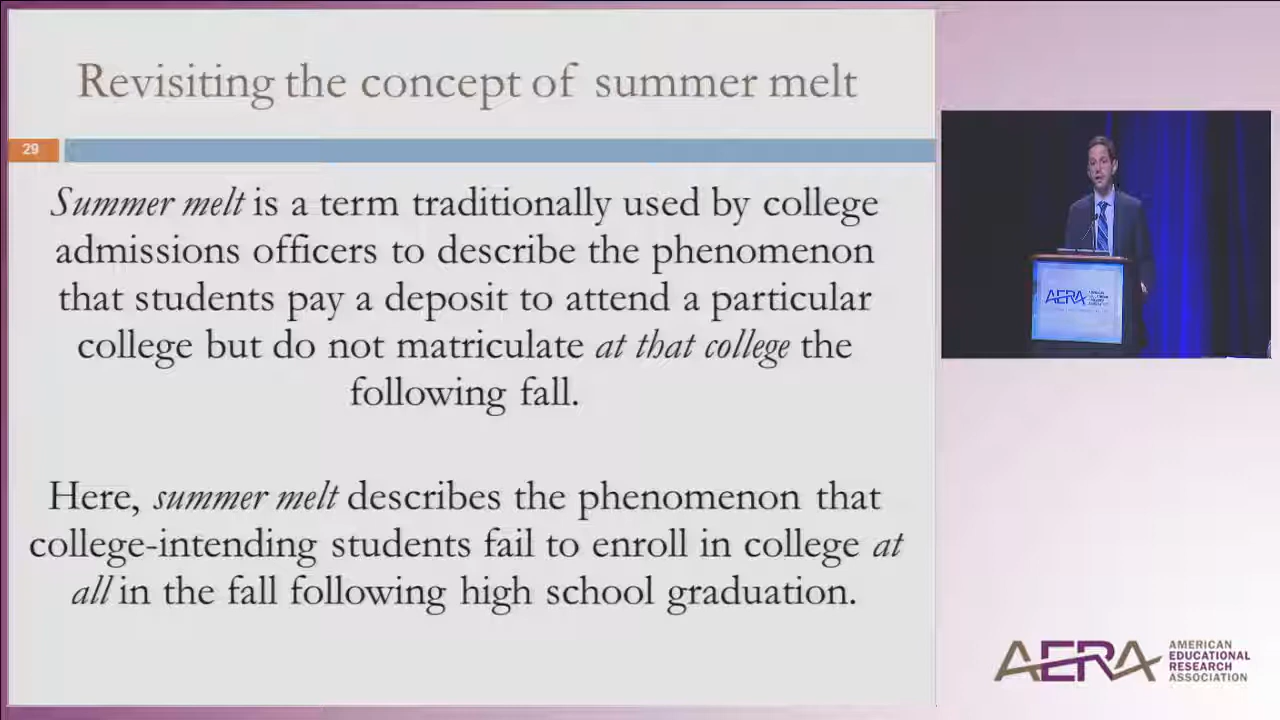 Revisiting the concept of summer melt
29
Summer melt is a term traditionally used by college
admissions officers to describe the phenomenon
that students pay a deposit to attend a particular
college but do not matriculate at that college the
following fall.
Here, summer melt describes the phenomenon that
college-intending students fail to enroll in college at
all in the fall following high school graduation.
AERA
AERA
AMERICAN
EDUCATIONAL
RESEARCH
ASSOCIATION